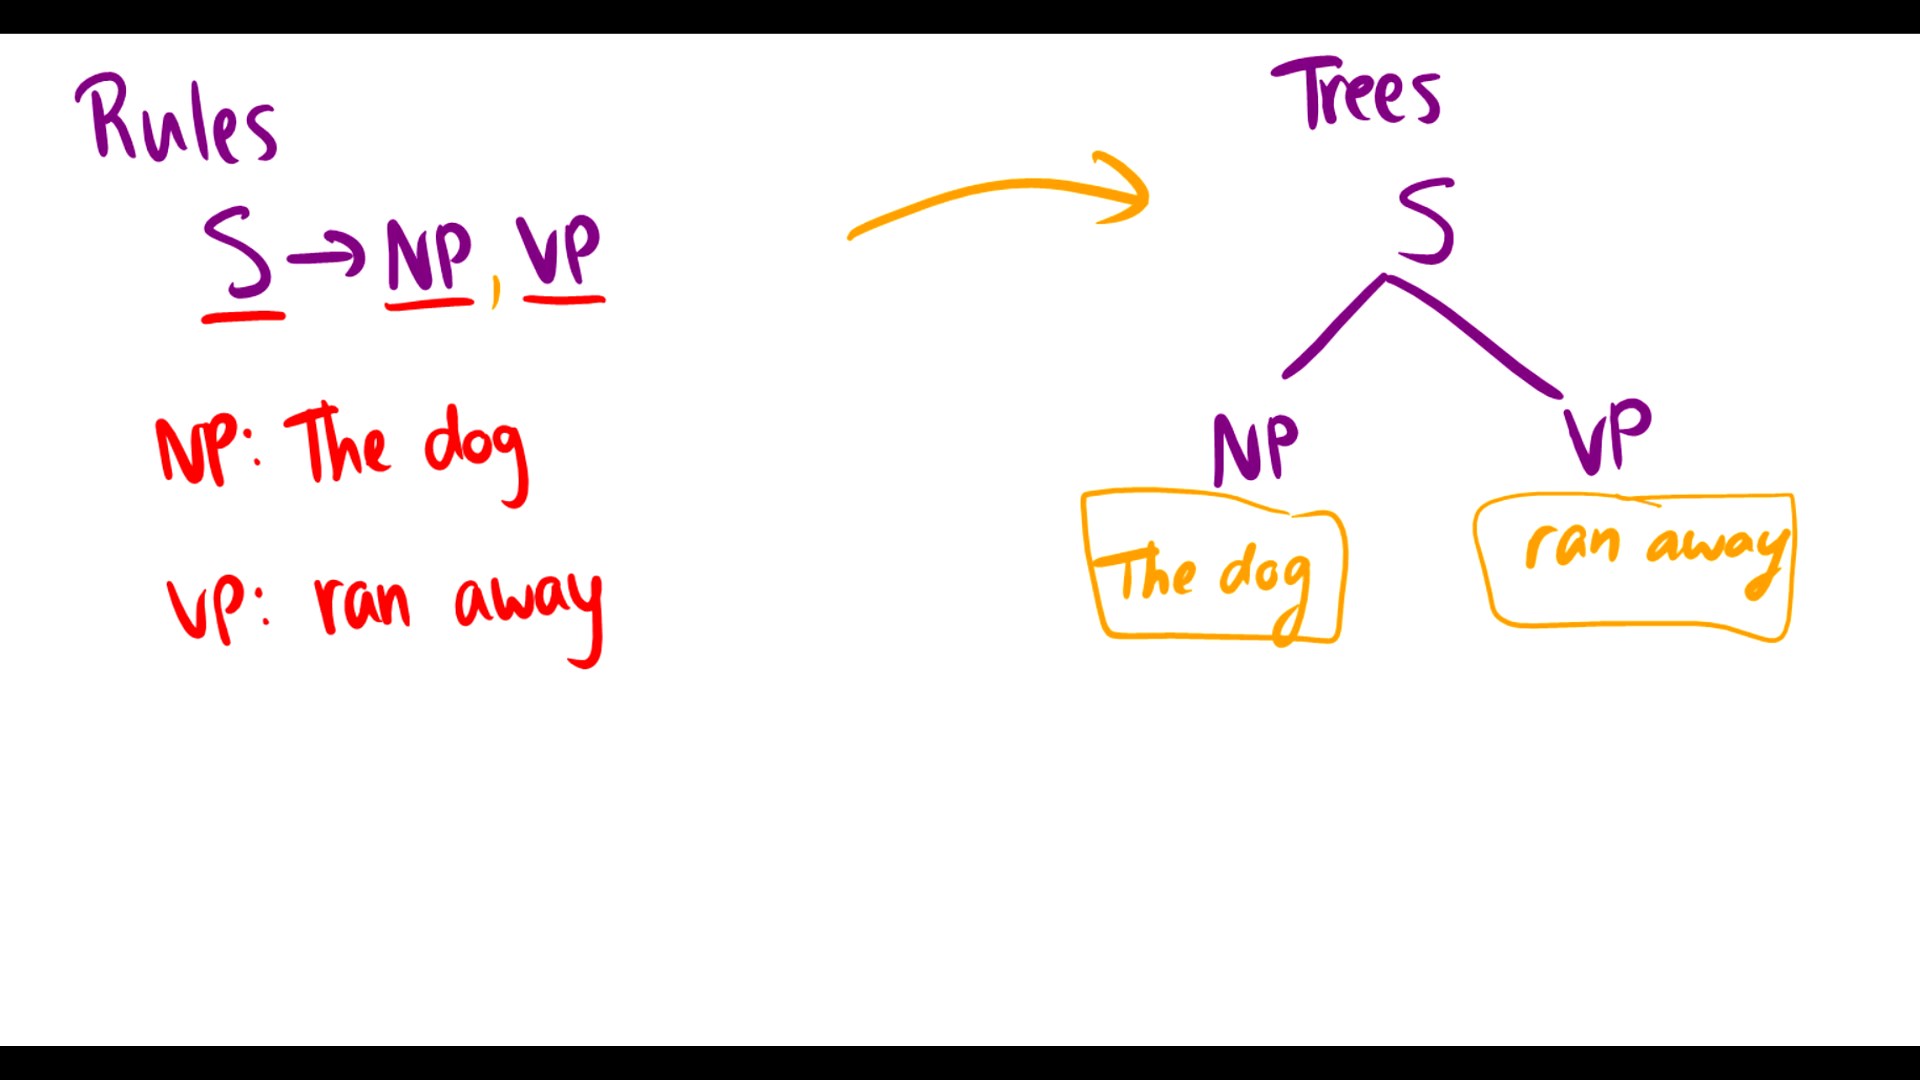 Rules
S → NP, VP
NP: The dog
VP: ran away
Trees
S
NP VP
The dog ran away